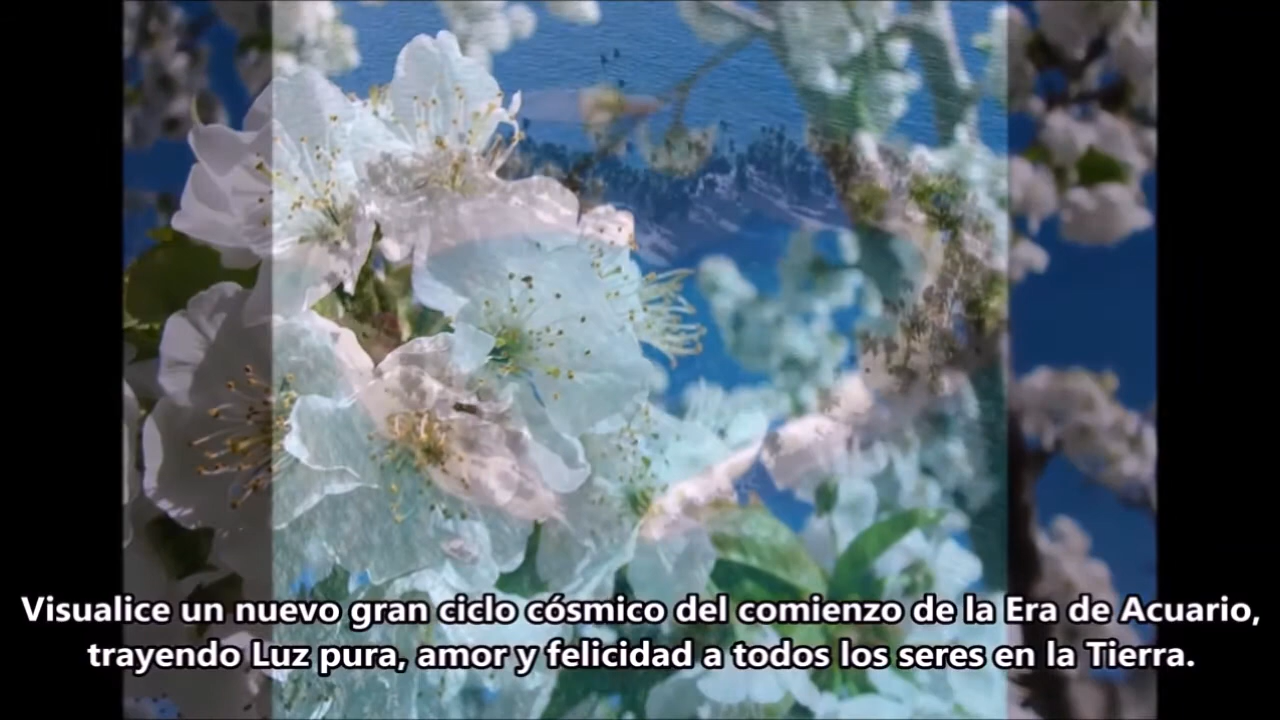 Visualice un nuevo gran ciclo cósmico del comienzo de la Era de Acuario,
trayendo Luz pura, amor y felicidad a todos los seres en la Tierra.